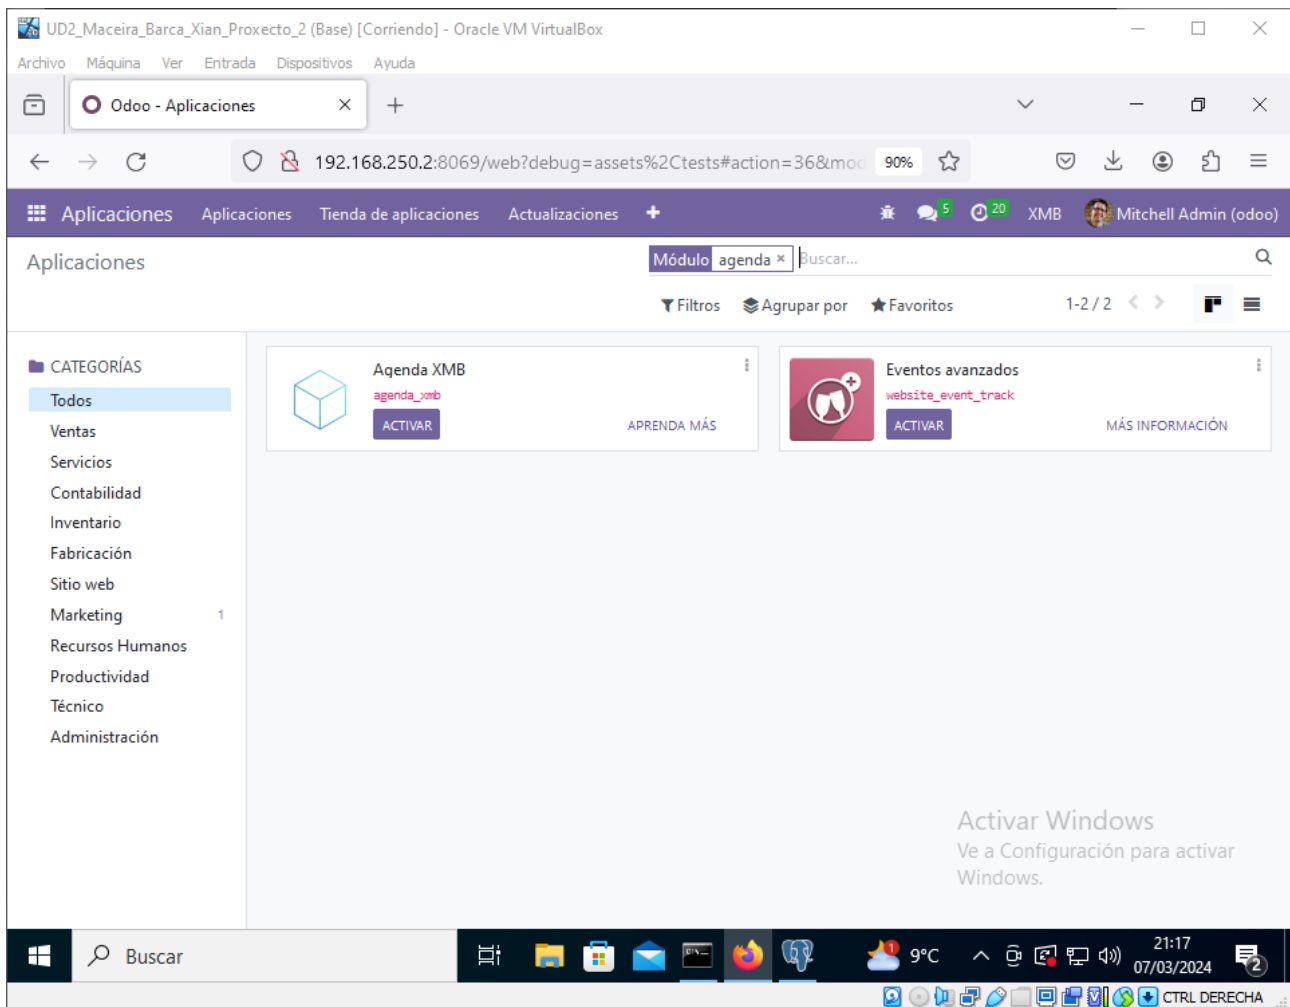 UD2_Maceira_Barca_Xian_Proxecto_2 (Base) [Corriendo] - Oracle VM VirtualBox
Archivo Máquina Ver Entrada Dispositivos Ayuda
Odoo - Aplicaciones
192.168.250.2:8069/web?debug=assets%2Ctests#action=36&mod 90%
Aplicaciones Aplicaciones Tienda de aplicaciones Actualizaciones 5 20 XMB Mitchell Admin (odoo)
Aplicaciones
Módulo agenda × Buscar...
Filtros Agrupar por Favoritos 1-2 / 2
CATEGORÍAS
Todos
Ventas
Servicios
Contabilidad
Inventario
Fabricación
Sitio web
Marketing 1
Recursos Humanos
Productividad
Técnico
Administración
Agenda XMB
agenda_xmb
ACTIVAR APRENDA MÁS
Eventos avanzados
website_event_track
ACTIVAR MÁS INFORMACIÓN
Activar Windows
Ve a Configuración para activar
Windows.
Buscar
1 9°C
21:17
07/03/2024
2
CTRL DERECHA